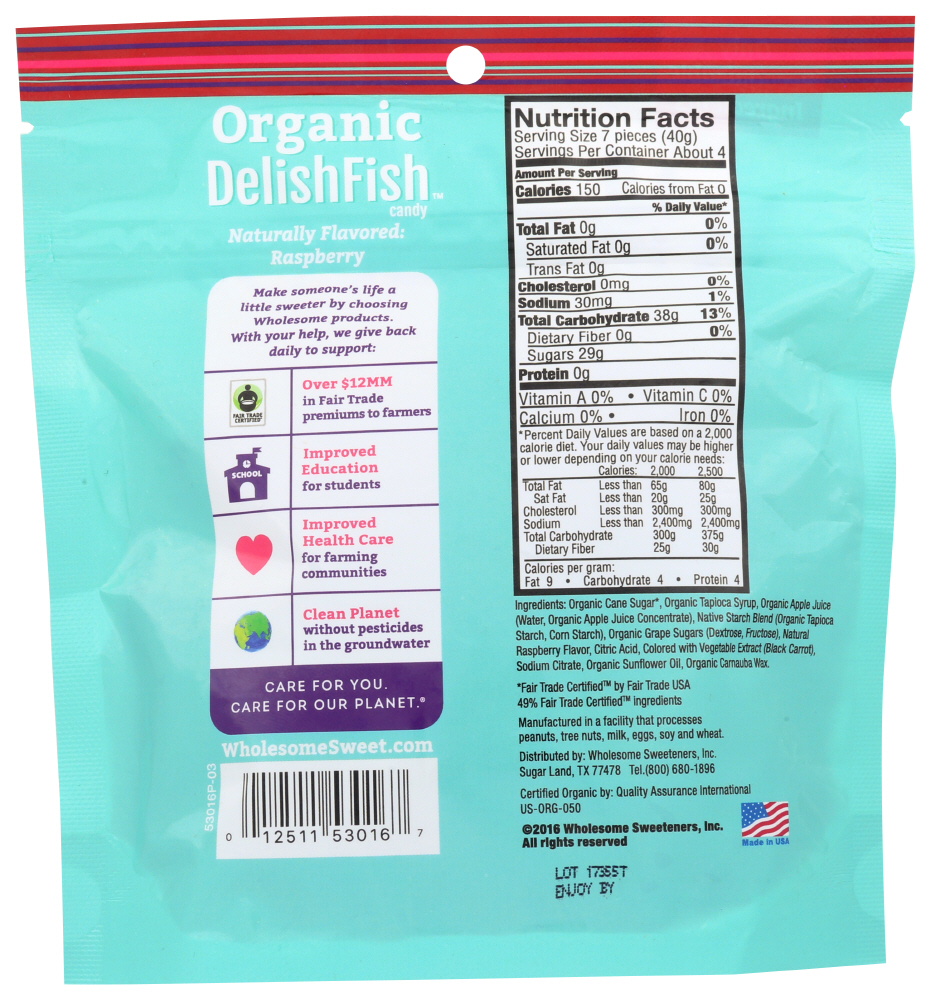 Organic
DelishFish™
candy
Naturally Flavored:
Raspberry
Make someone's life a
little sweeter by choosing
Wholesome products.
With your help, we give back
daily to support:
FAIR TRADE
CERTIFIED
Over $12MM
in Fair Trade
premiums to farmers
SCHOOL
Improved
Education
for students
Improved
Health Care
for farming
communities
Clean Planet
without pesticides
in the groundwater
CARE FOR YOU.
CARE FOR OUR PLANET.®
WholesomeSweet.com
53016P-03
0 12511 53016 7
Nutrition Facts
Serving Size 7 pieces (40g)
Servings Per Container About 4
Amount Per Serving
Calories 150 Calories from Fat 0
% Daily Value*
Total Fat 0g 0%
Saturated Fat 0g 0%
Trans Fat 0g
Cholesterol 0mg 0%
Sodium 30mg 1%
Total Carbohydrate 38g 13%
Dietary Fiber 0g 0%
Sugars 29g
Protein 0g
Vitamin A 0% • Vitamin C 0%
Calcium 0% • Iron 0%
*Percent Daily Values are based on a 2,000
calorie diet. Your daily values may be higher
or lower depending on your calorie needs:
Calories: 2,000 2,500
Total Fat Less than 65g 80g
Sat Fat Less than 20g 25g
Cholesterol Less than 300mg 300mg
Sodium Less than 2,400mg 2,400mg
Total Carbohydrate 300g 375g
Dietary Fiber 25g 30g
Calories per gram:
Fat 9 • Carbohydrate 4 • Protein 4
Ingredients: Organic Cane Sugar*, Organic Tapioca Syrup, Organic Apple Juice
(Water, Organic Apple Juice Concentrate), Native Starch Blend (Organic Tapioca
Starch, Corn Starch), Organic Grape Sugars (Dextrose, Fructose), Natural
Raspberry Flavor, Citric Acid, Colored with Vegetable Extract (Black Carrot),
Sodium Citrate, Organic Sunflower Oil, Organic Carnauba Wax.
*Fair Trade Certified™ by Fair Trade USA
49% Fair Trade Certified™ ingredients
Manufactured in a facility that processes
peanuts, tree nuts, milk, eggs, soy and wheat.
Distributed by: Wholesome Sweeteners, Inc.
Sugar Land, TX 77478 Tel.(800) 680-1896
Certified Organic by: Quality Assurance International
US-ORG-050
©2016 Wholesome Sweeteners, Inc.
All rights reserved
Made in USA
LOT 17355T
ENJOY BY